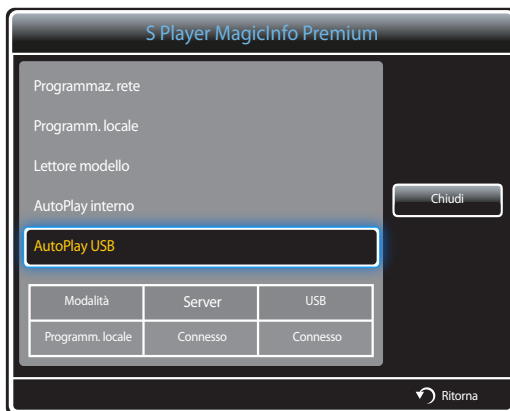 S Player MagicInfo Premium
Programmaz. rete
Programm. locale
Lettore modello
AutoPlay interno
AutoPlay USB
Chiudi
Modalità Server USB
Programm. locale Connesso Connesso
Ritorna